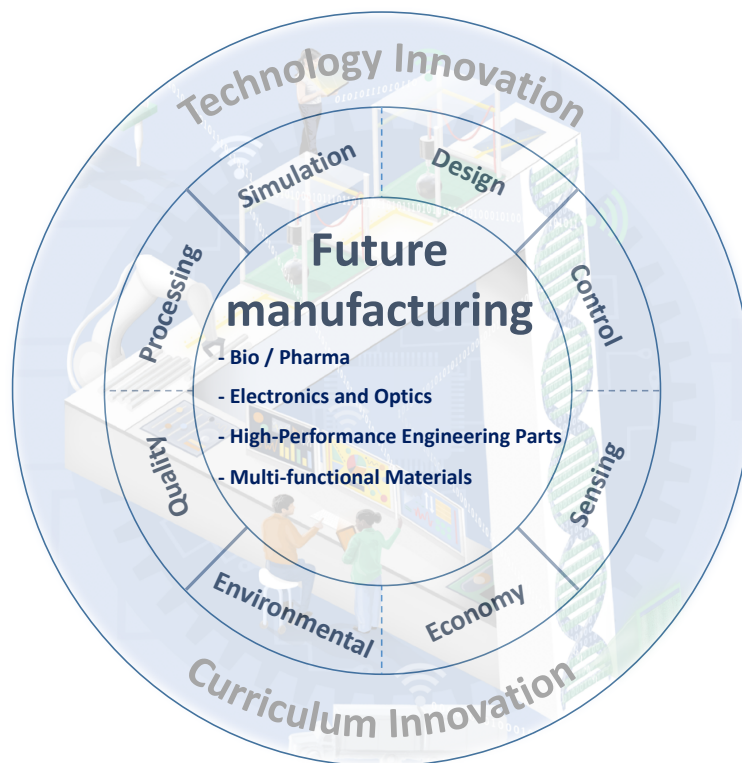 Technology Innovation
Simulation
Design
Processing
Control
Future
manufacturing
- Bio / Pharma
- Electronics and Optics
- High-Performance Engineering Parts
- Multi-functional Materials
Quality
Sensing
Environmental
Economy
Curriculum Innovation